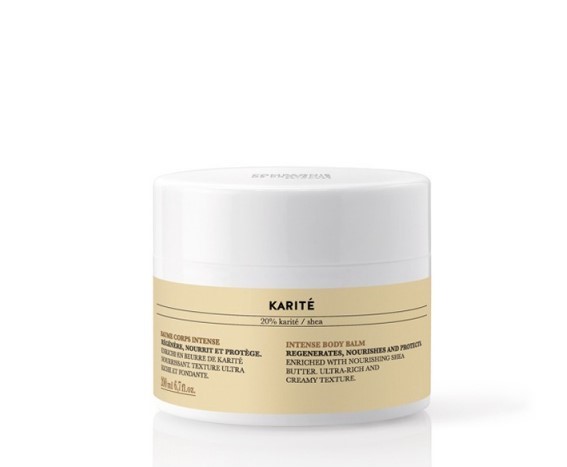 KARITÉ
20% karité / shea
BAUME CORPS INTENSE
RÉGÉNÈRE, NOURRIT ET PROTÈGE.
ENRICHI EN BEURRE DE KARITÉ
NOURRISSANT. TEXTURE ULTRA
RICHE ET FONDANTE.
200 ml 6.7 fl.oz.
INTENSE BODY BALM
REGENERATES, NOURISHES AND PROTECTS.
ENRICHED WITH NOURISHING SHEA
BUTTER. ULTRA-RICH AND
CREAMY TEXTURE.